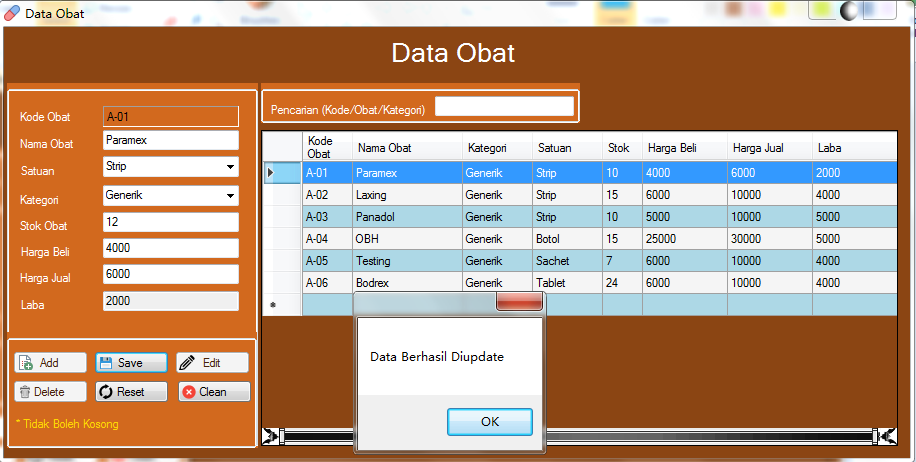 Data Obat
Data Obat
Kode Obat A-01
Nama Obat Paramex
Satuan Strip
Kategori Generik
Stok Obat 12
Harga Beli 4000
Harga Jual 6000
Laba 2000
Add Save Edit
Delete Reset Clean
* Tidak Boleh Kosong
Pencarian (Kode/Obat/Kategori)
Kode Obat Nama Obat Kategori Satuan Stok Harga Beli Harga Jual Laba
A-01 Paramex Generik Strip 10 4000 6000 2000
A-02 Laxing Generik Strip 15 6000 10000 4000
A-03 Panadol Generik Strip 10 5000 10000 5000
A-04 OBH Generik Botol 15 25000 30000 5000
A-05 Testing Generik Sachet 7 6000 10000 4000
A-06 Bodrex Generik Tablet 24 6000 10000 4000
*
Data Berhasil Diupdate
OK